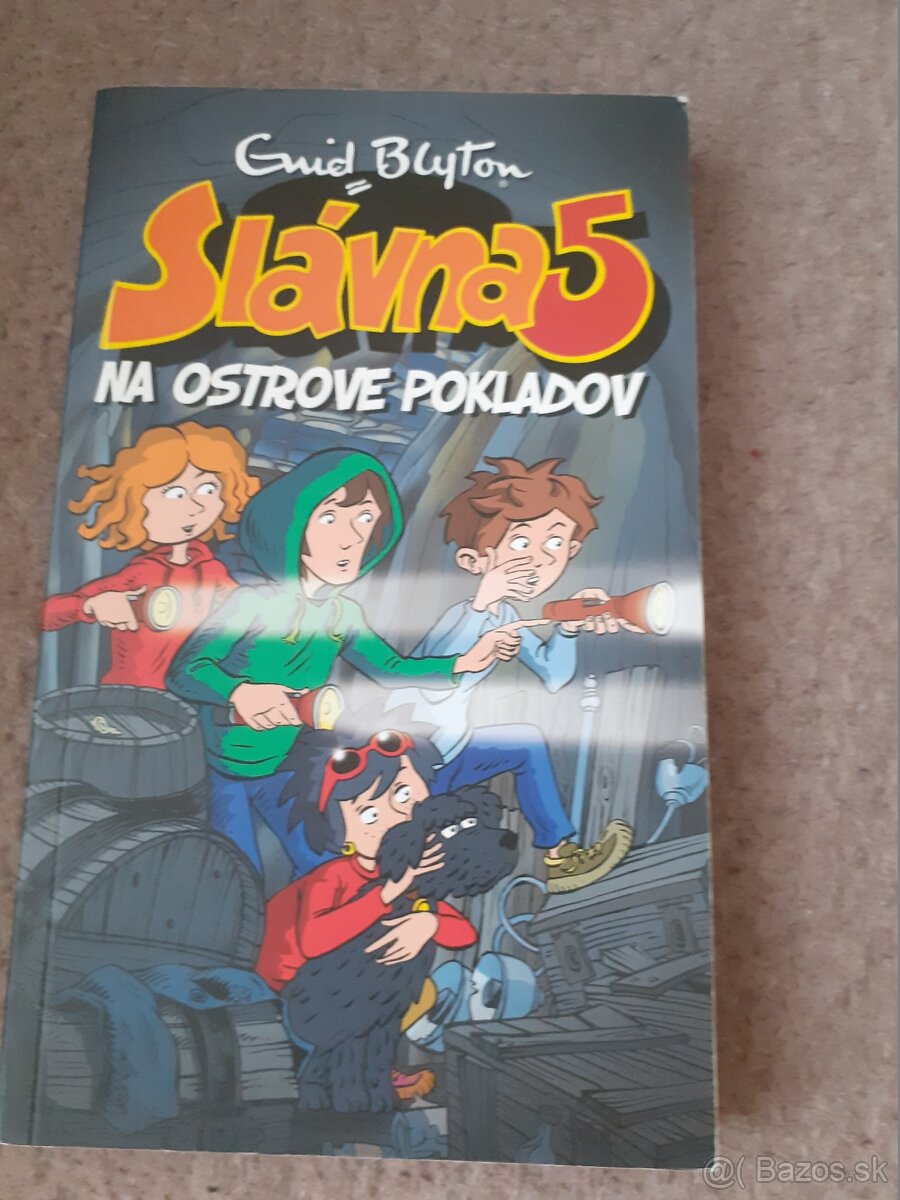 Enid Blyton
Slávna 5
NA OSTROVE POKLADOV
@( Bazos.sk